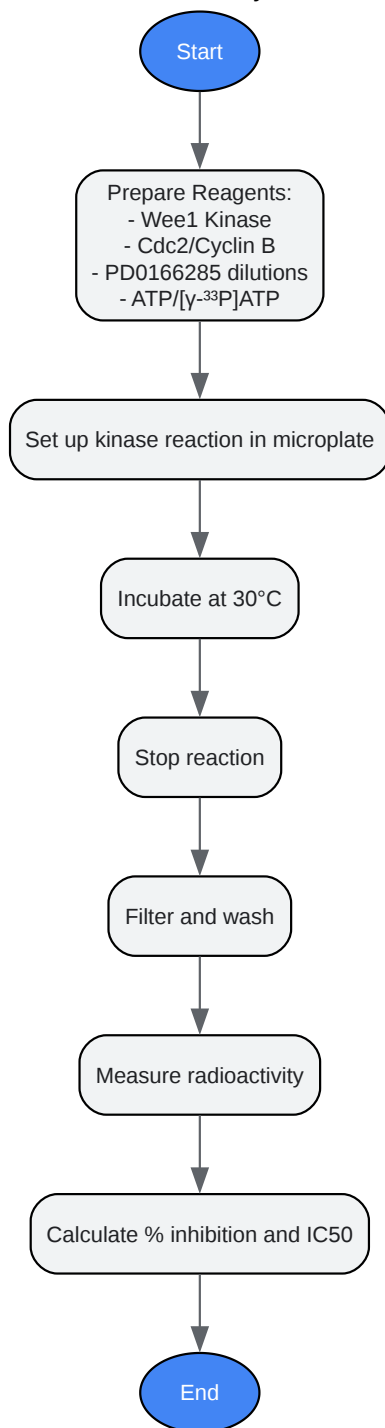 Start
Prepare Reagents:
- Wee1 Kinase
- Cdc2/Cyclin B
- PD0166285 dilutions
- ATP/[γ-³³P]ATP
Set up kinase reaction in microplate
Incubate at 30°C
Stop reaction
Filter and wash
Measure radioactivity
Calculate % inhibition and IC50
End